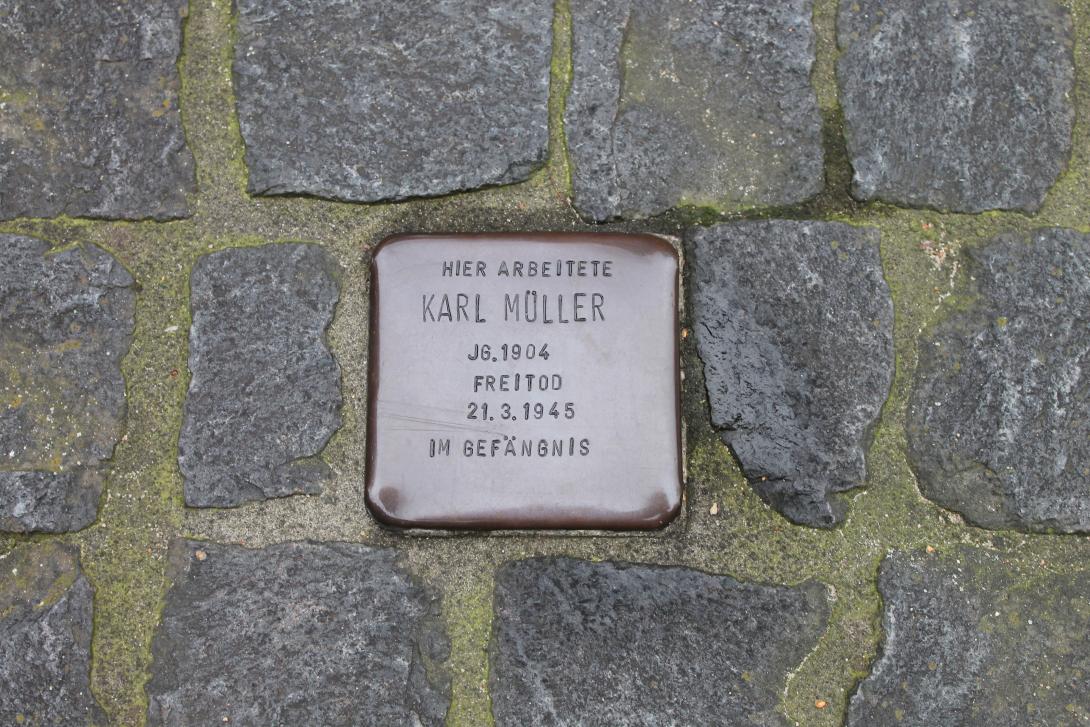 HIER ARBEITETE
KARL MÜLLER
JG. 1904
FREITOD
21. 3. 1945
IM GEFÄNGNIS